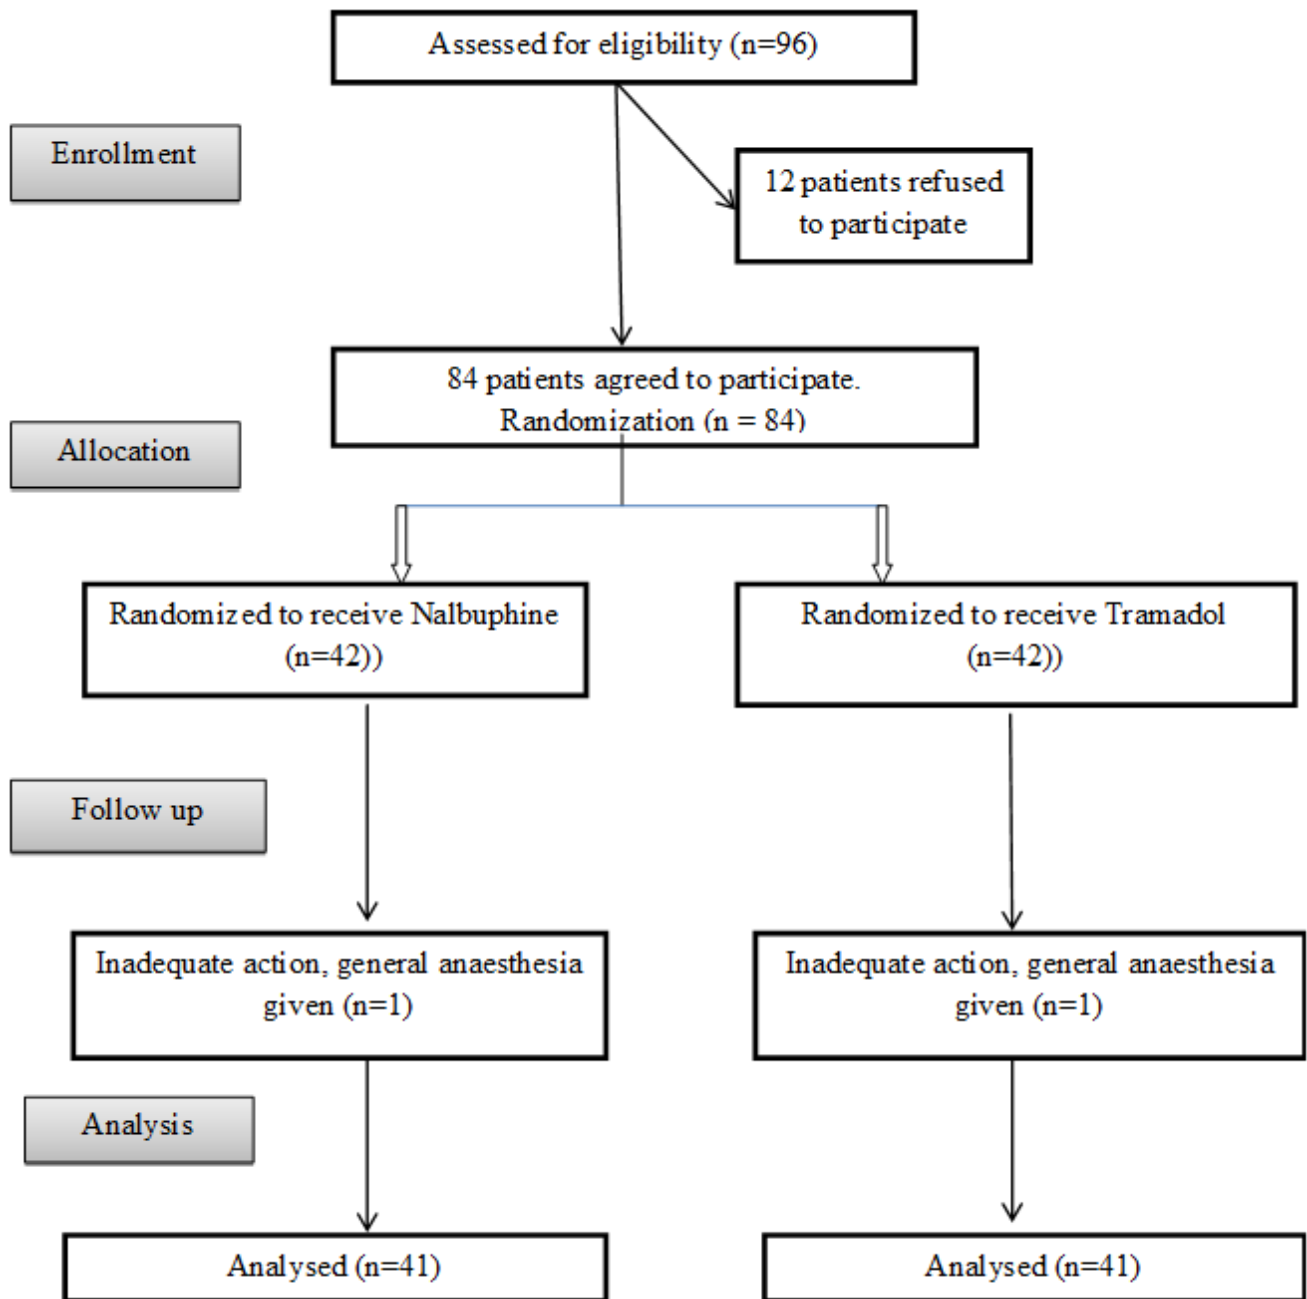 Assessed for eligibility (n=96)
Enrollment
12 patients refused
to participate
84 patients agreed to participate.
Randomization (n = 84)
Allocation
Randomized to receive Nalbuphine
(n=42))
Randomized to receive Tramadol
(n=42))
Follow up
Inadequate action, general anaesthesia
given (n=1)
Inadequate action, general anaesthesia
given (n=1)
Analysis
Analysed (n=41)
Analysed (n=41)